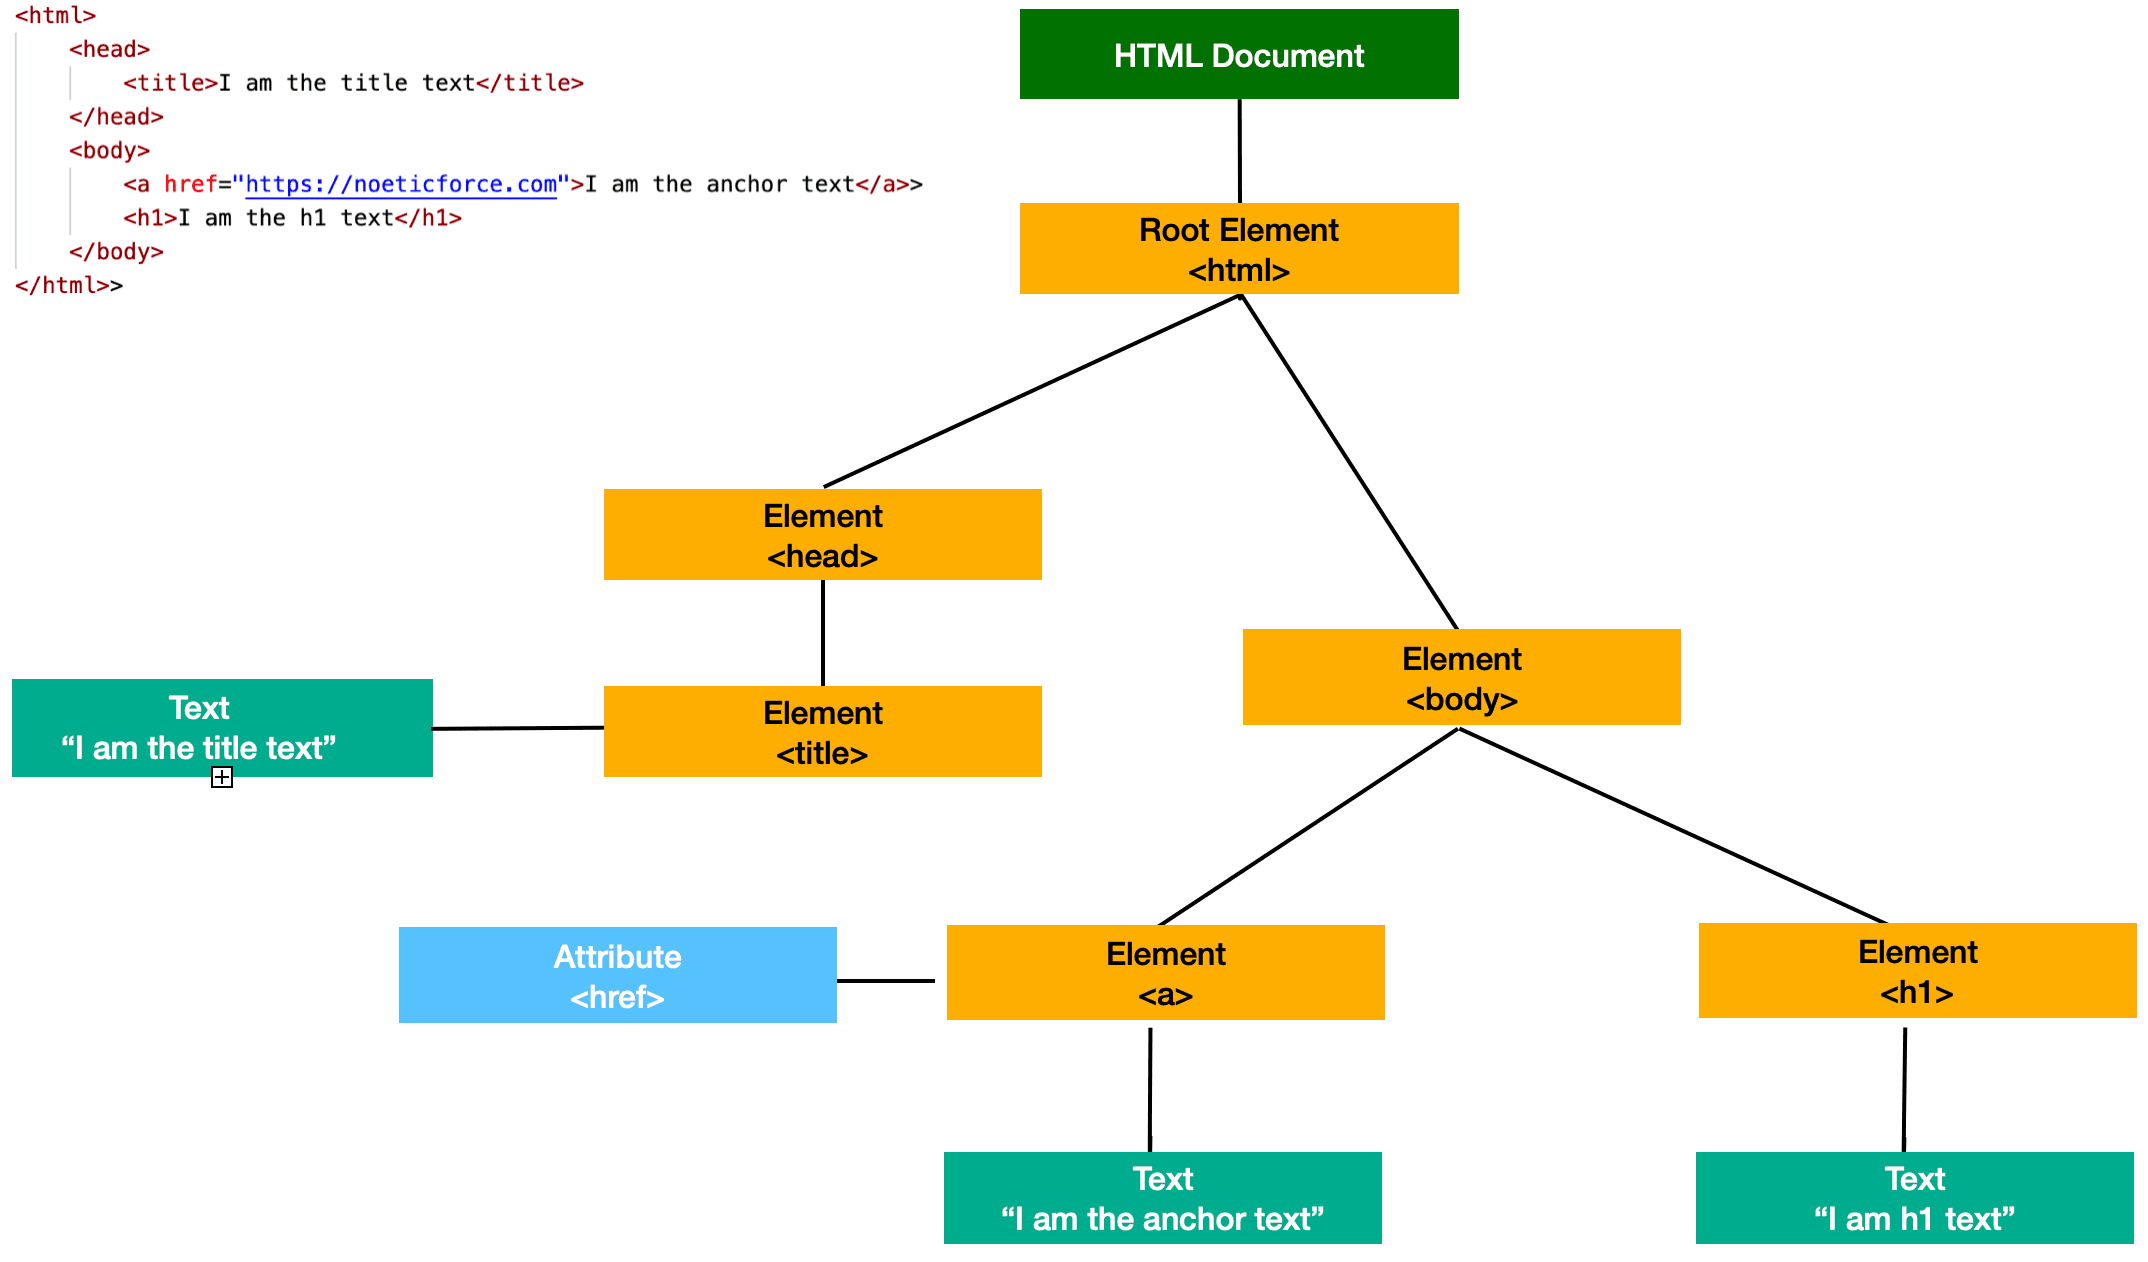 <html>
<head>
<title>I am the title text</title>
</head>
<body>
<a href="https://noeticforce.com">I am the anchor text</a>>
<h1>I am the h1 text</h1>
</body>
</html>>
HTML Document
Root Element
<html>
Element
<head>
Element
<body>
Text
“I am the title text”
Element
<title>
Attribute
<href>
Element
<a>
Element
<h1>
Text
“I am the anchor text”
Text
“I am h1 text”